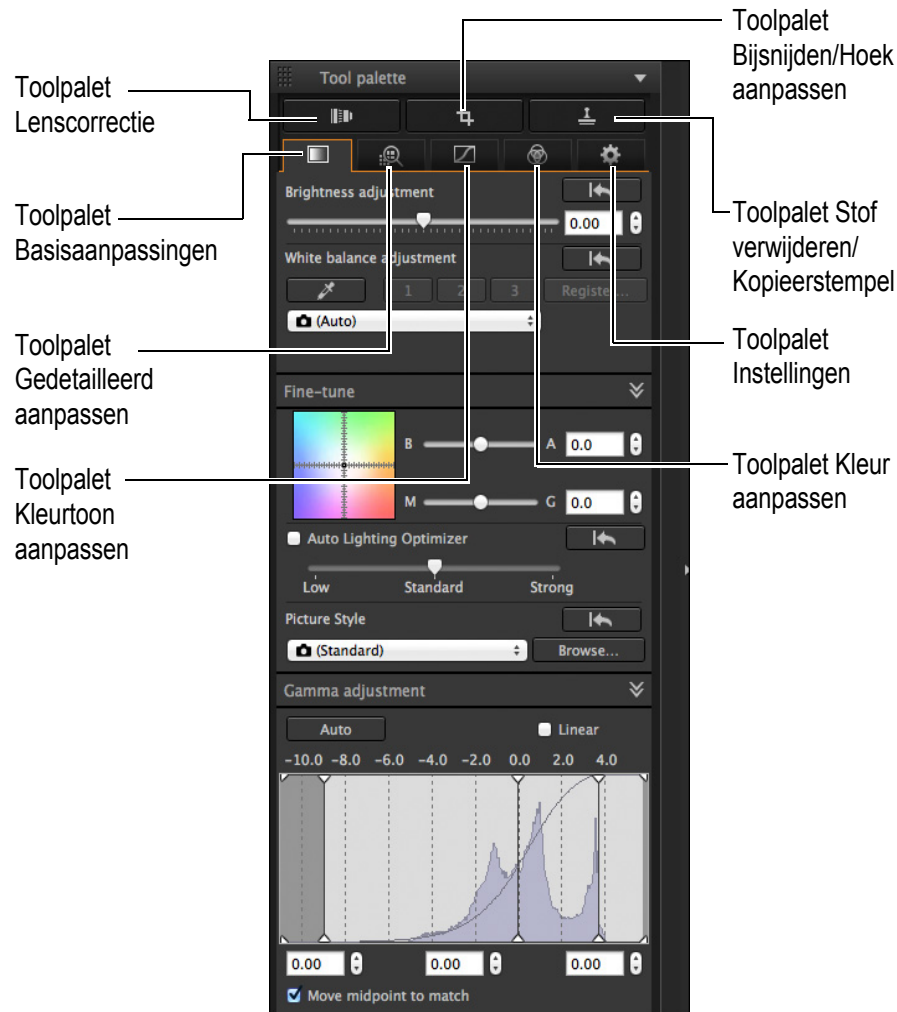 Toolpalet
Bijsnijden/Hoek
aanpassen
Toolpalet
Lenscorrectie
Toolpalet
Basisaanpassingen
Toolpalet
Gedetailleerd
aanpassen
Toolpalet
Kleurtoon
aanpassen
Tool palette
Brightness adjustment
0.00
White balance adjustment
1 2 3 Register...
(Auto)
Fine-tune
B A 0.0
M G 0.0
Auto Lighting Optimizer
Low Standard Strong
Picture Style
(Standard) Browse...
Gamma adjustment
Auto Linear
-10.0 -8.0 -6.0 -4.0 -2.0 0.0 2.0 4.0
0.00 0.00 0.00
Move midpoint to match
Toolpalet Stof
verwijderen/
Kopieerstempel
Toolpalet
Instellingen
Toolpalet Kleur
aanpassen